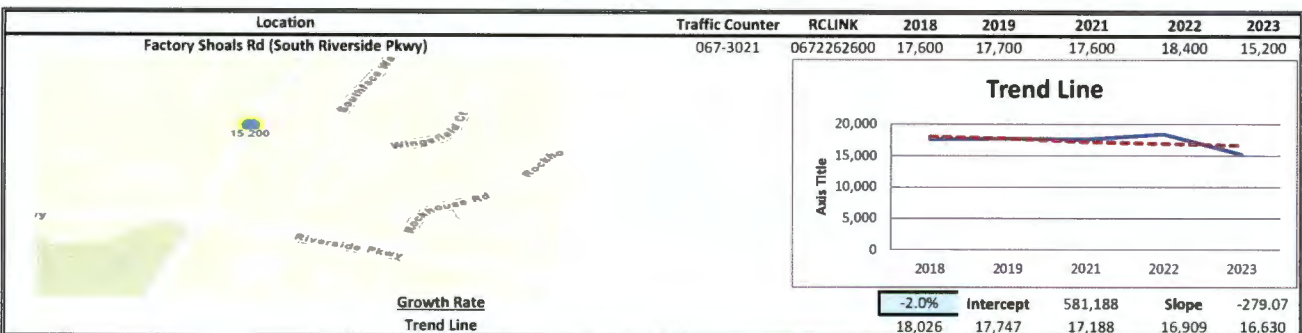 Location Traffic Counter RCLINK 2018 2019 2021 2022 2023
Factory Shoals Rd (South Riverside Pkwy) 067-3021 0672262600 17,600 17,700 17,600 18,400 15,200
Trend Line
20,000
15,000
10,000
5,000
0
Axis Title
2018 2019 2021 2022 2023
15 200
Wingsfield Ct
Rockho
Rockhouse Rd
Riverside Pkwy
Growth Rate -2.0% Intercept 581,188 Slope -279.07
Trend Line 18,026 17,747 17,188 16,909 16,630